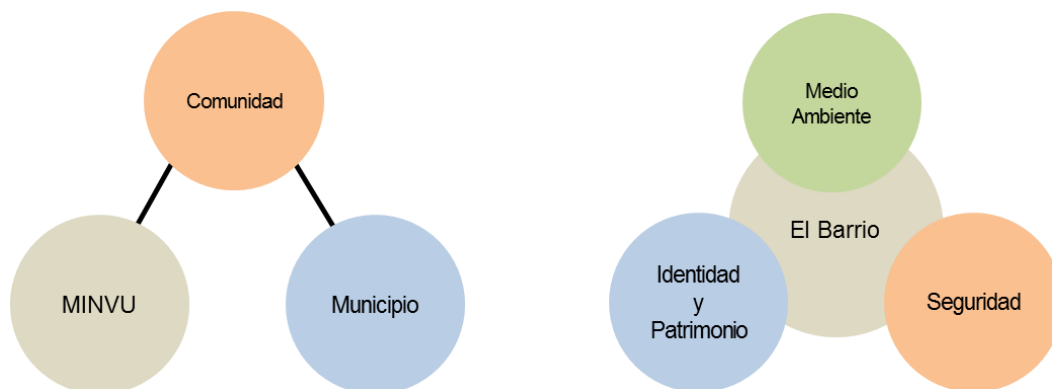 Comunidad
MINVU
Municipio
Medio
Ambiente
El Barrio
Identidad
y
Patrimonio
Seguridad